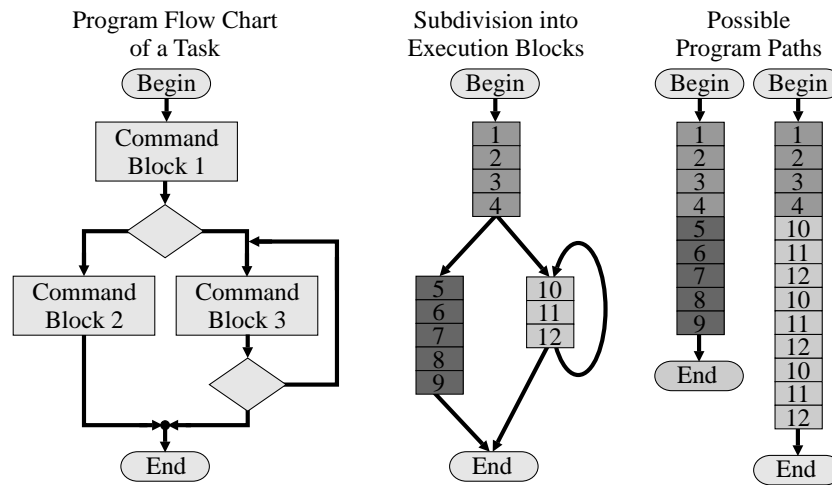 Program Flow Chart
of a Task
Begin
Command
Block 1
Command
Block 2
Command
Block 3
End
Subdivision into
Execution Blocks
Begin
1
2
3
4
5
6
7
8
9
10
11
12
End
Possible
Program Paths
Begin
1
2
3
4
5
6
7
8
9
End
Begin
1
2
3
4
10
11
12
10
11
12
10
11
12
End